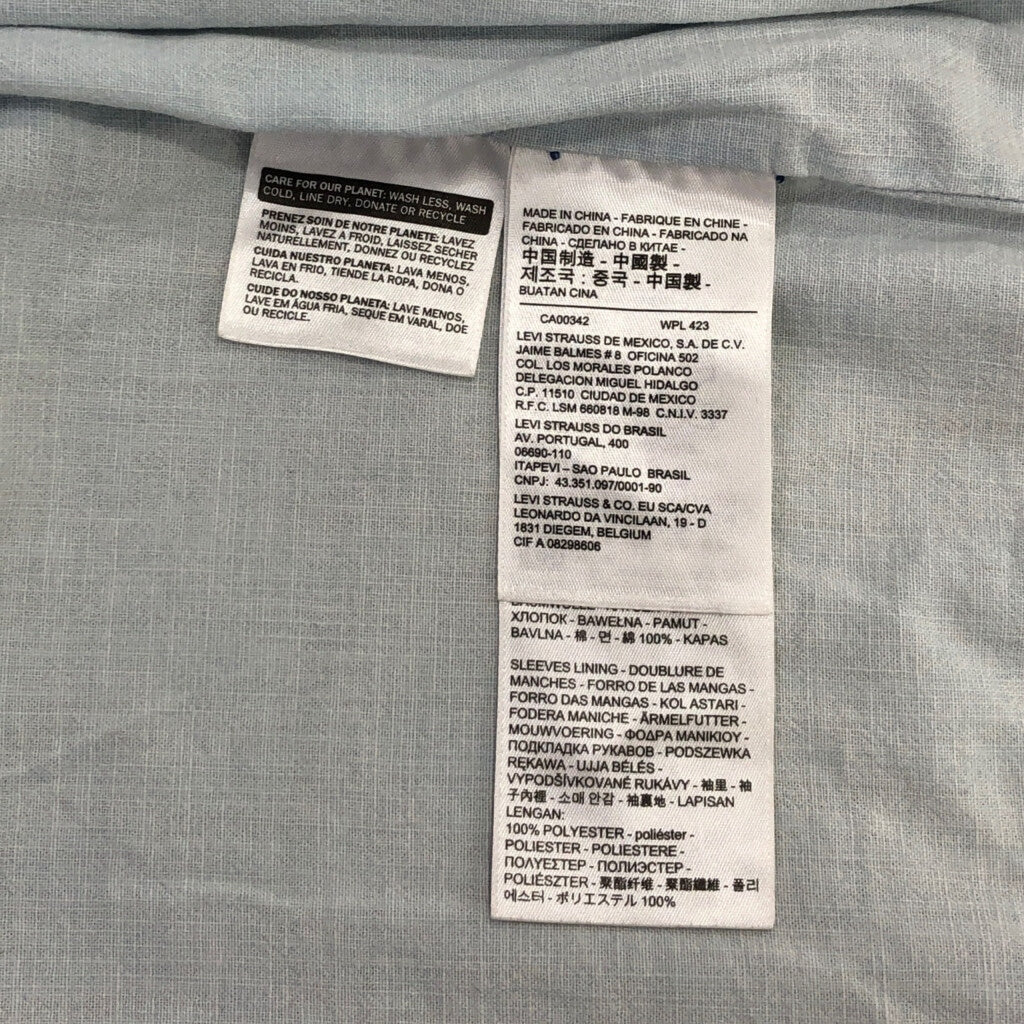 CARE FOR OUR PLANET: WASH LESS, WASH
COLD, LINE DRY, DONATE OR RECYCLE
PRENEZ SOIN DE NOTRE PLANETE: LAVEZ
MOINS, LAVEZ À FROID, LAISSEZ SECHER
NATURELLEMENT, DONNEZ OU RECYCLEZ
CUIDA NUESTRO PLANETA: LAVA MENOS,
LAVA EN FRIO, TIENDE LA ROPA, DONA O
RECICLA.
CUIDE DO NOSSO PLANETA: LAVE MENOS,
LAVE EM ÁGUA FRIA, SEQUE EM VARAL, DOE
OU RECICLE.
MADE IN CHINA - FABRIQUE EN CHINE -
FABRICADO EN CHINA - FABRICADO NA
CHINA - СДЕЛАНО В КИТАЕ -
中国制造 - 中國製 -
제조국 : 중국 - 中国製 -
BUATAN CINA
CA00342 WPL 423
LEVI STRAUSS DE MEXICO, S.A. DE C.V.
JAIME BALMES # 8 OFICINA 502
COL. LOS MORALES POLANCO
DELEGACION MIGUEL HIDALGO
C.P. 11510 CIUDAD DE MEXICO
R.F.C. LSM 660818 M-98 C.N.I.V. 3337
LEVI STRAUSS DO BRASIL
AV. PORTUGAL, 400
06690-110
ITAPEVI – SAO PAULO BRASIL
CNPJ: 43.351.097/0001-90
LEVI STRAUSS & CO. EU SCA/CVA
LEONARDO DA VINCILAAN, 19 - D
1831 DIEGEM, BELGIUM
CIF A 08298606
ХЛОПОК - BAWEŁNA - PAMUT -
BAVLNA - 棉 - 면 - 綿 100% - KAPAS
SLEEVES LINING - DOUBLURE DE
MANCHES - FORRO DE LAS MANGAS -
FORRO DAS MANGAS - KOL ASTARI -
FODERA MANICHE - ÄRMELFUTTER -
MOUWVOERING - ΦΟΔΡΑ ΜΑΝΙΚΙΟΥ -
ПОДКЛАДКА РУКАВОВ - PODSZEWKA
RĘKAWA - UJJA BÉLÉS -
VYPODŠÍVKOVANÉ RUKÁVY - 袖里 - 袖
子內裡 - 소매 안감 - 袖裏地 - LAPISAN
LENGAN:
100% POLYESTER - poliéster -
POLIESTER - POLIESTERE -
ΠΟΛΥΕΣΤΕΡ - ПОЛИЭСТЕР -
POLIÉSZTER - 聚酯纤维 - 聚酯纖維 - 폴리
에스터 - ポリエステル 100%